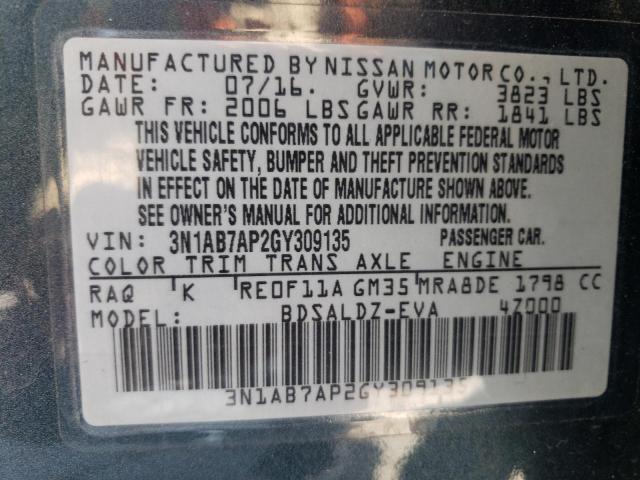 MANUFACTURED BY NISSAN MOTOR CO., LTD.
DATE: 07/16. GVWR: 3823 LBS
GAWR FR: 2006 LBS GAWR RR: 1841 LBS
THIS VEHICLE CONFORMS TO ALL APPLICABLE FEDERAL MOTOR
VEHICLE SAFETY, BUMPER AND THEFT PREVENTION STANDARDS
IN EFFECT ON THE DATE OF MANUFACTURE SHOWN ABOVE.
SEE OWNER'S MANUAL FOR ADDITIONAL INFORMATION
VIN: 3N1AB7AP2GY309135 PASSENGER CAR.
COLOR TRIM TRANS AXLE ENGINE
RAQ K RE0F11A GM35 MRA8DE 1798 CC
MODEL: BDSALDZ-EVA 4Z000
3N1AB7AP2GY309135